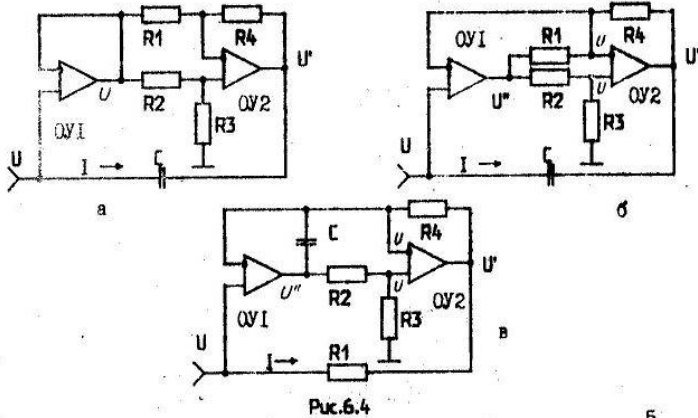 R1 R4
U'
ОУ1
U
R2 ОУ2
R3
U
I → C
а
R4
U'
ОУ1 R1 U
U" R2 U ОУ2
R3
U
I → C
б
C
R4
U
U'
U" R2 U ОУ2
ОУ1
R3
U
I → R1
в
Рис.6.4